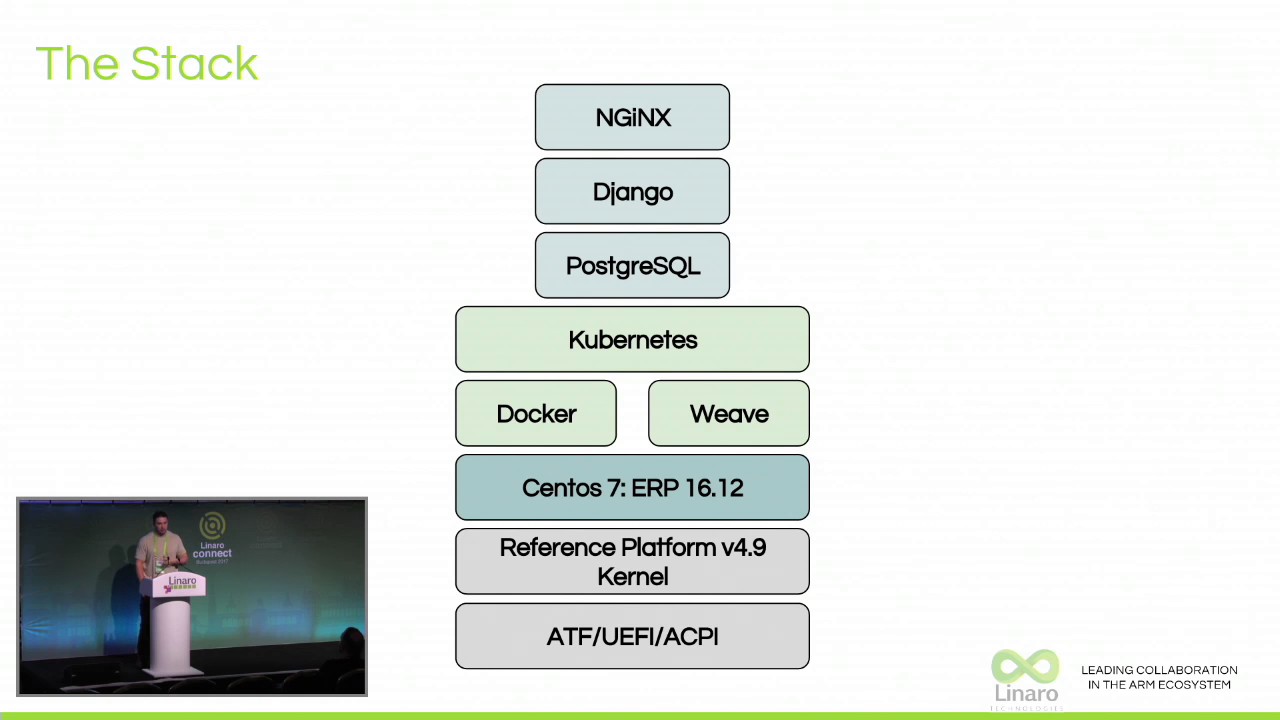 The Stack
NGiNX
Django
PostgreSQL
Kubernetes
Docker
Weave
Centos 7: ERP 16.12
Reference Platform v4.9
Kernel
ATF/UEFI/ACPI
Linaro
connect
Budapest 2017
Linaro
Linaro
TECHNOLOGIES
LEADING COLLABORATION
IN THE ARM ECOSYSTEM